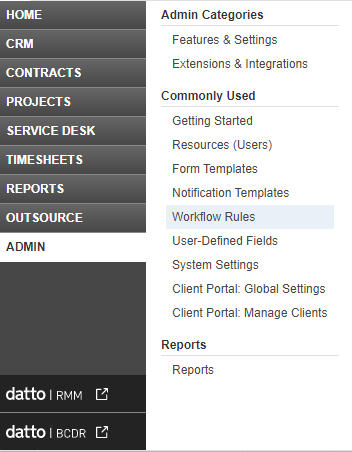 HOME
CRM
CONTRACTS
PROJECTS
SERVICE DESK
TIMESHEETS
REPORTS
OUTSOURCE
ADMIN
datto | RMM
datto | BCDR
Admin Categories
Features & Settings
Extensions & Integrations
Commonly Used
Getting Started
Resources (Users)
Form Templates
Notification Templates
Workflow Rules
User-Defined Fields
System Settings
Client Portal: Global Settings
Client Portal: Manage Clients
Reports
Reports